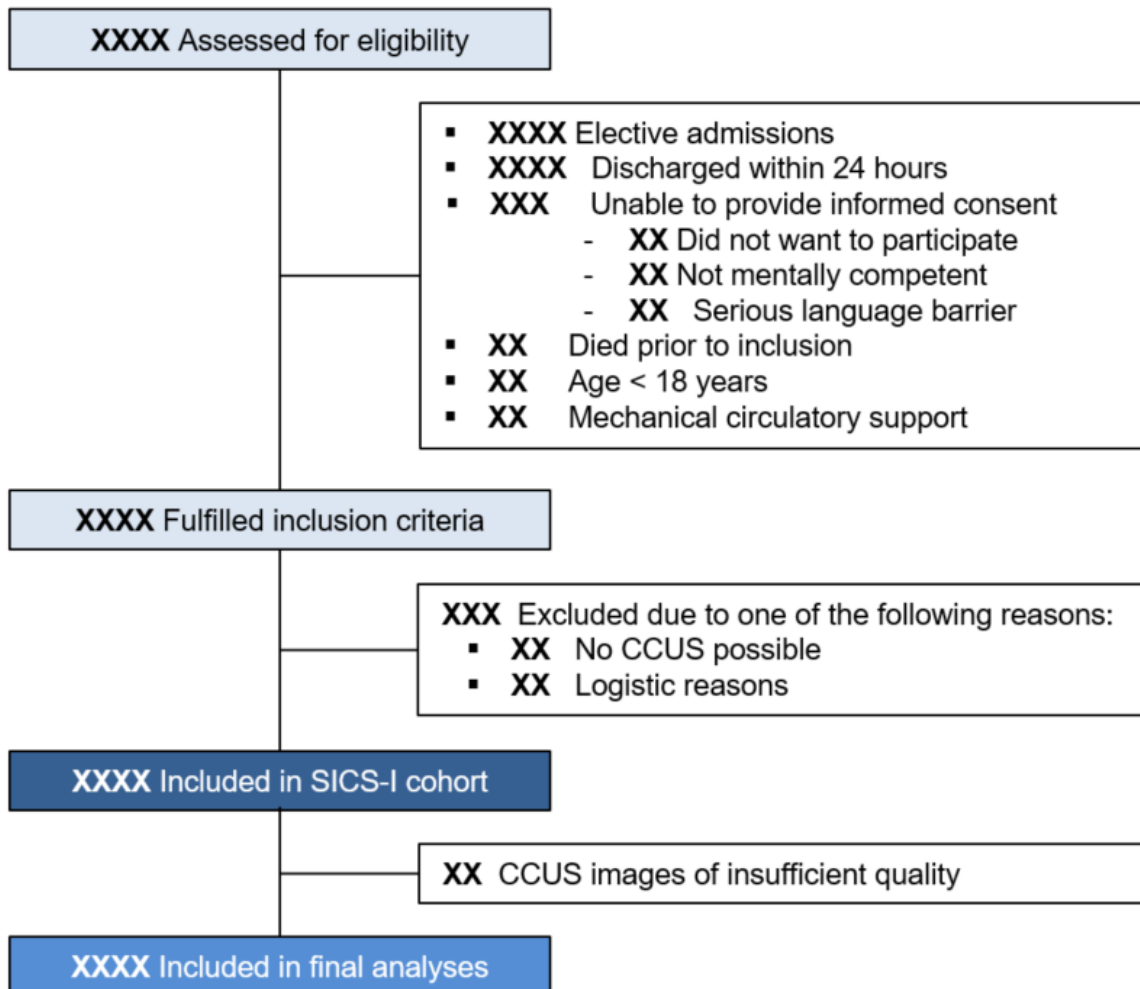 XXXX Assessed for eligibility
▪ XXXX Elective admissions
▪ XXXX Discharged within 24 hours
▪ XXX Unable to provide informed consent
- XX Did not want to participate
- XX Not mentally competent
- XX Serious language barrier
▪ XX Died prior to inclusion
▪ XX Age < 18 years
▪ XX Mechanical circulatory support
XXXX Fulfilled inclusion criteria
XXX Excluded due to one of the following reasons:
▪ XX No CCUS possible
▪ XX Logistic reasons
XXXX Included in SICS-I cohort
XX CCUS images of insufficient quality
XXXX Included in final analyses